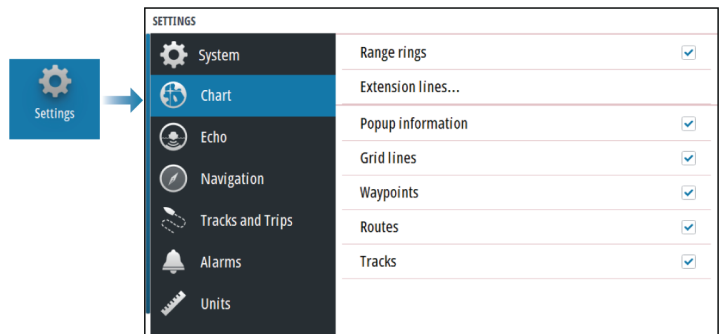 SETTINGS
Settings
System
Chart
Echo
Navigation
Tracks and Trips
Alarms
Units
Range rings
Extension lines...
Popup information
Grid lines
Waypoints
Routes
Tracks